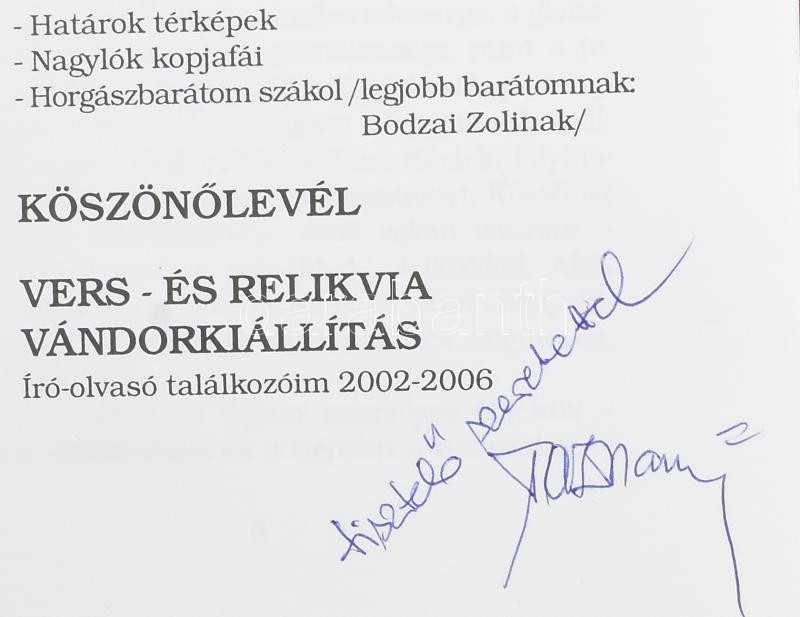 - Határok térképek
- Nagylók kopjafái
- Horgászbarátom szákol /legjobb barátomnak:
Bodzai Zolinak/
KÖSZÖNŐLEVÉL
VERS - ÉS RELIKVIA
VÁNDORKIÁLLÍTÁS
Író-olvasó találkozóim 2002-2006
tisztelő szeretettel